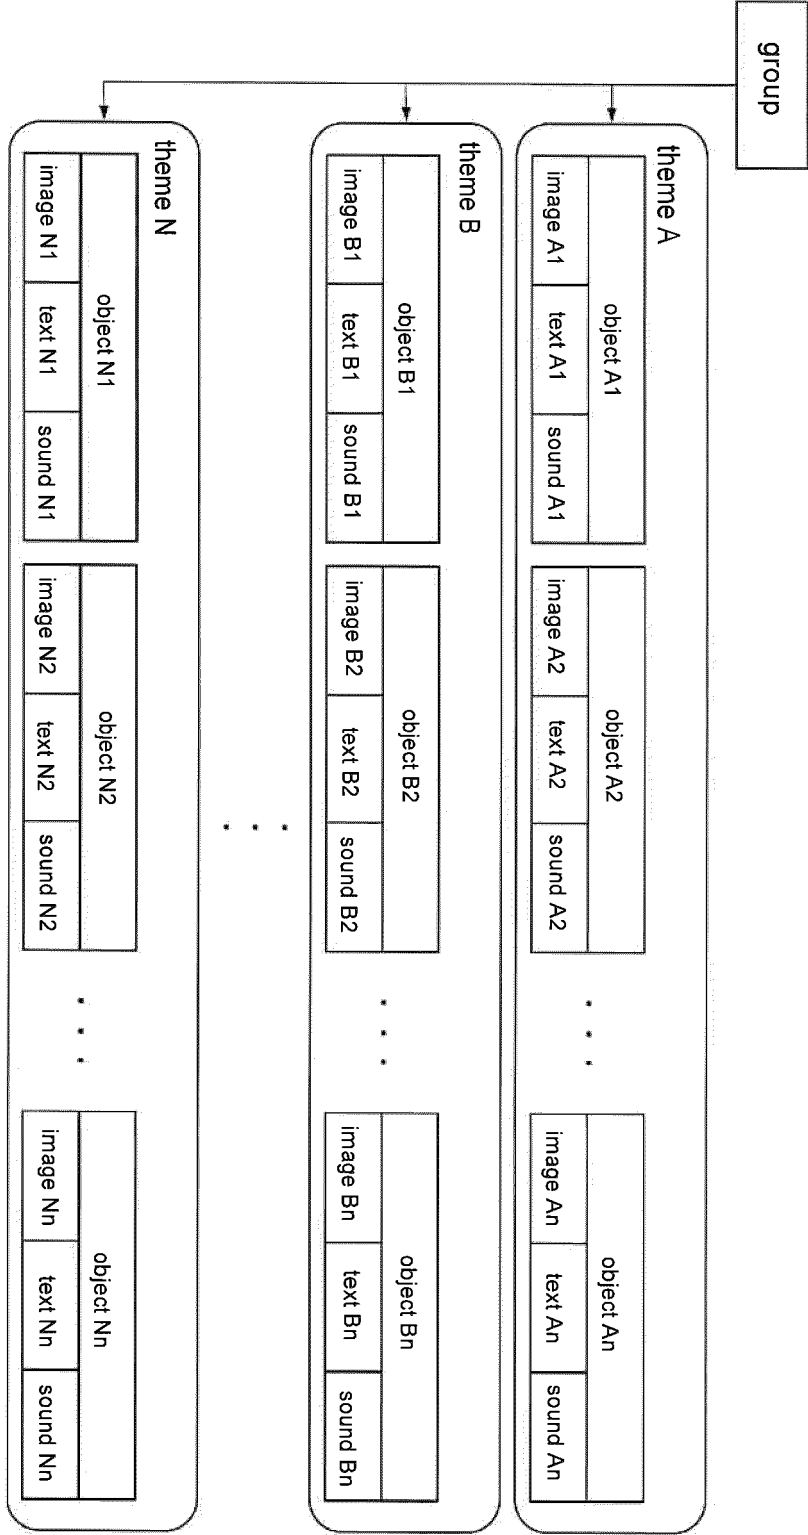 group
theme A
object A1
image A1
text A1
sound A1
object A2
image A2
text A2
sound A2
object An
image An
text An
sound An
theme B
object B1
image B1
text B1
sound B1
object B2
image B2
text B2
sound B2
object Bn
image Bn
text Bn
sound Bn
theme N
object N1
image N1
text N1
sound N1
object N2
image N2
text N2
sound N2
object Nn
image Nn
text Nn
sound Nn